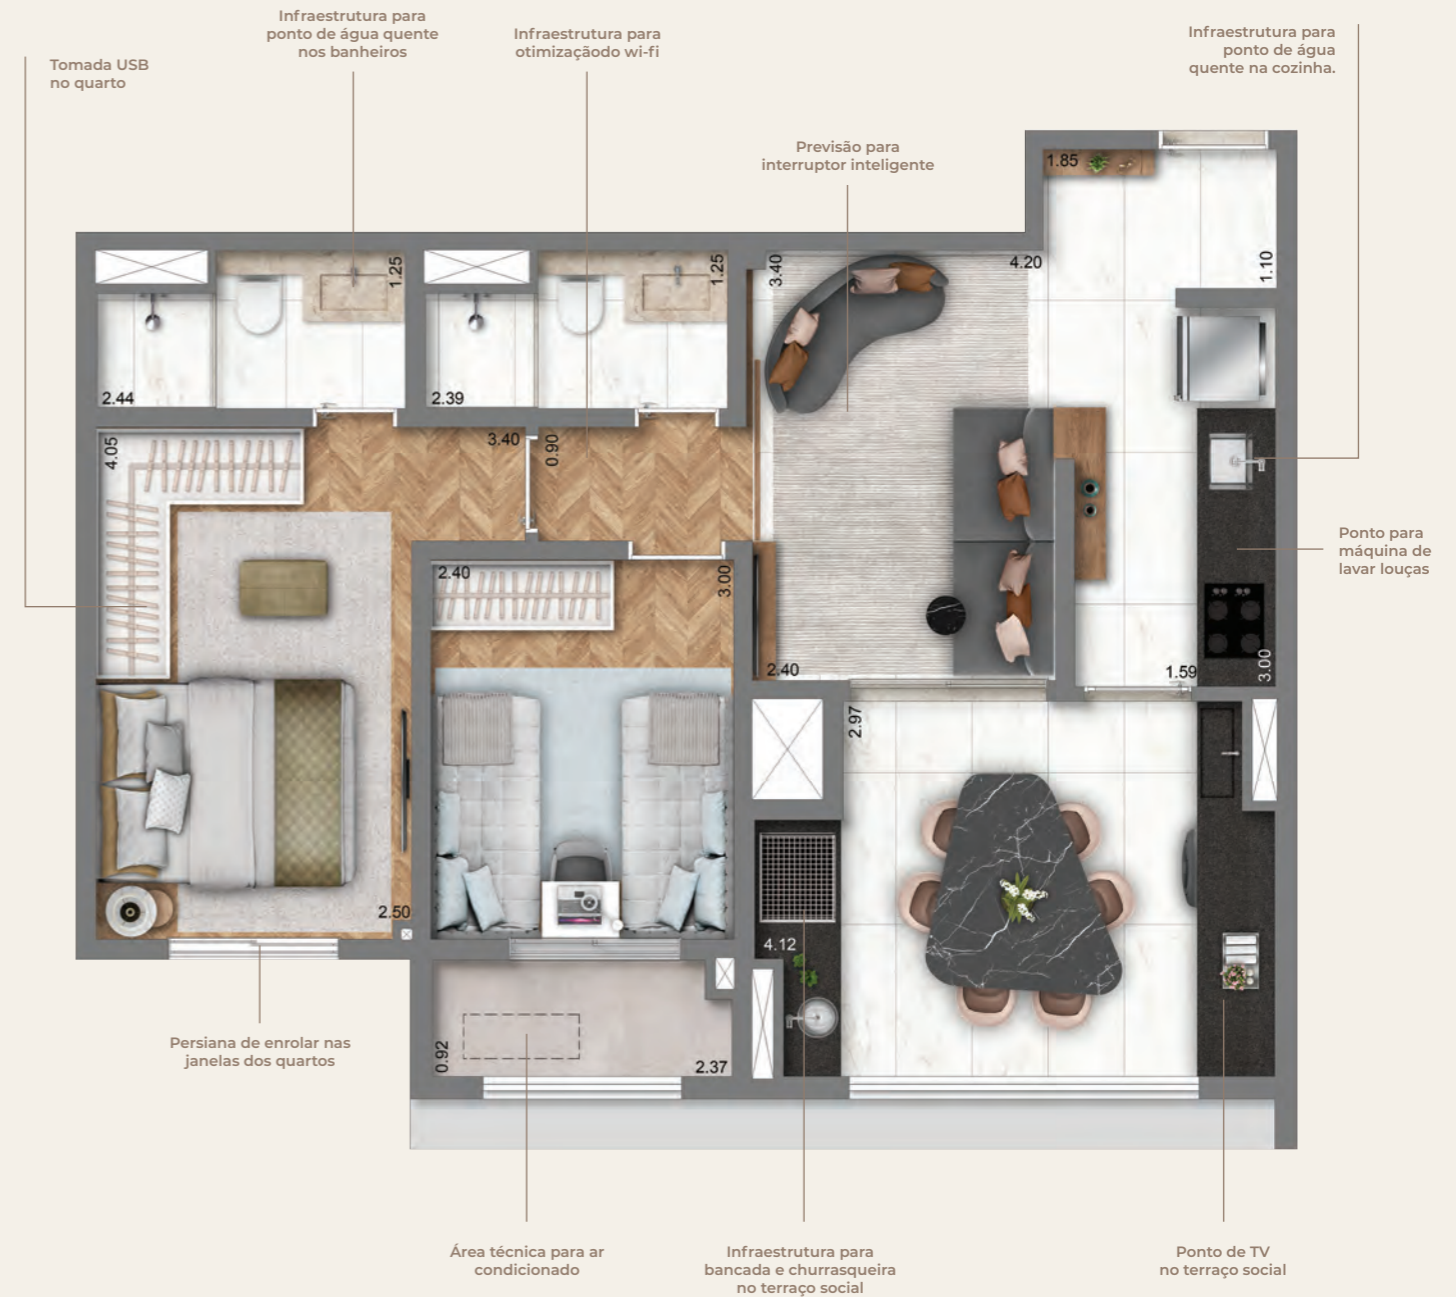 Infraestrutura para
ponto de água quente
nos banheiros
Infraestrutura para
otimizaçãodo wi-fi
Infraestrutura para
ponto de água
quente na cozinha.
Tomada USB
no quarto
Previsão para
interruptor inteligente
1.85
1.25
1.25
3.40
4.20
1.10
2.44
2.39
4.05
3.40
0.90
Ponto para
máquina de
lavar louças
2.40
3.00
2.40
1.59
3.00
2.97
2.50
4.12
0.92
2.37
Persiana de enrolar nas
janelas dos quartos
Área técnica para ar
condicionado
Infraestrutura para
bancada e churrasqueira
no terraço social
Ponto de TV
no terraço social